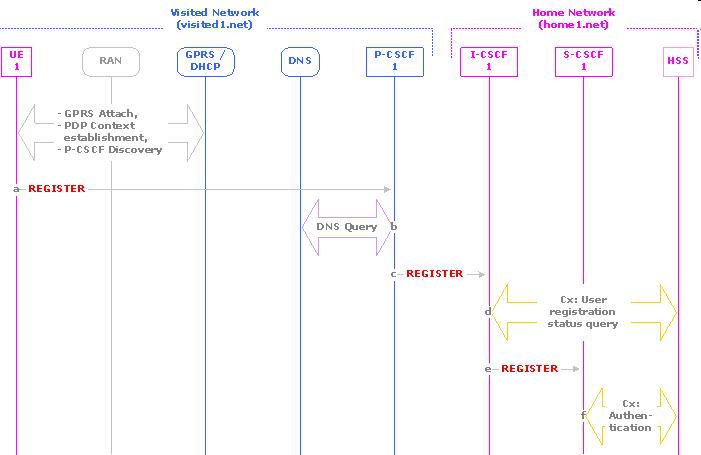 Visited Network
(visited1.net)
Home Network
(home1.net)
UE
1
RAN
GPRS /
DHCP
DNS
P-CSCF
1
I-CSCF
1
S-CSCF
1
HSS
- GPRS Attach,
- PDP Context
establishment,
- P-CSCF Discovery
a REGISTER
DNS Query b
c REGISTER
d
Cx: User
registration
status query
e REGISTER
f
Cx:
Authen-
tication